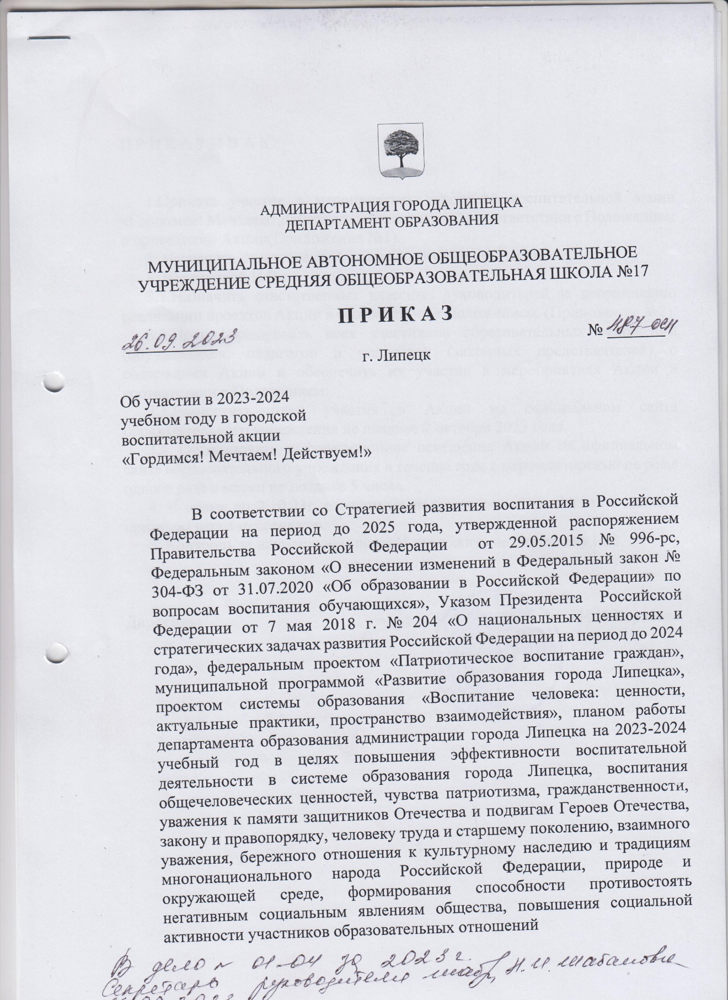 АДМИНИСТРАЦИЯ ГОРОДА ЛИПЕЦКА
ДЕПАРТАМЕНТ ОБРАЗОВАНИЯ
МУНИЦИПАЛЬНОЕ АВТОНОМНОЕ ОБЩЕОБРАЗОВАТЕЛЬНОЕ
УЧРЕЖДЕНИЕ СРЕДНЯЯ ОБЩЕОБРАЗОВАТЕЛЬНАЯ ШКОЛА №17
П Р И К А З
26.09.2023 № 487-осп
г. Липецк
Об участии в 2023-2024
учебном году в городской
воспитательной акции
«Гордимся! Мечтаем! Действуем!»
В соответствии со Стратегией развития воспитания в Российской
Федерации на период до 2025 года, утвержденной распоряжением
Правительства Российской Федерации от 29.05.2015 № 996-рс,
Федеральным законом «О внесении изменений в Федеральный закон №
304-ФЗ от 31.07.2020 «Об образовании в Российской Федерации» по
вопросам воспитания обучающихся», Указом Президента Российской
Федерации от 7 мая 2018 г. № 204 «О национальных ценностях и
стратегических задачах развития Российской Федерации на период до 2024
года», федеральным проектом «Патриотическое воспитание граждан»,
муниципальной программой «Развитие образования города Липецка»,
проектом системы образования «Воспитание человека: ценности,
актуальные практики, пространство взаимодействия», планом работы
департамента образования администрации города Липецка на 2023-2024
учебный год в целях повышения эффективности воспитательной
деятельности в системе образования города Липецка, воспитания
общечеловеческих ценностей, чувства патриотизма, гражданственности,
уважения к памяти защитников Отечества и подвигам Героев Отечества,
закону и правопорядку, человеку труда и старшему поколению, взаимного
уважения, бережного отношения к культурному наследию и традициям
многонационального народа Российской Федерации, природе и
окружающей среде, формирования способности противостоять
негативным социальным явлениям общества, повышения социальной
активности участников образовательных отношений
В дело № 01-04 за 2023 г.
Секретарь руководителя Н.И. Шабановна